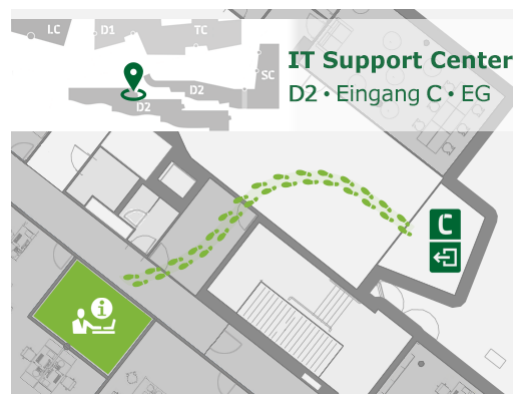 LC
D1
TC
SC
D2
D2
IT Support Center
D2 • Eingang C • EG
C
i